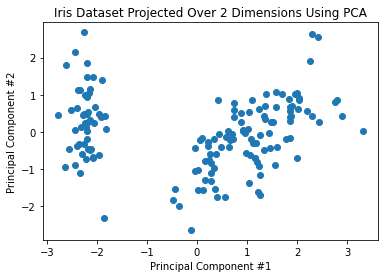 Iris Dataset Projected Over 2 Dimensions Using PCA
Principal Component #2
2
1
0
−1
−2
−3 −2 −1 0 1 2 3
Principal Component #1